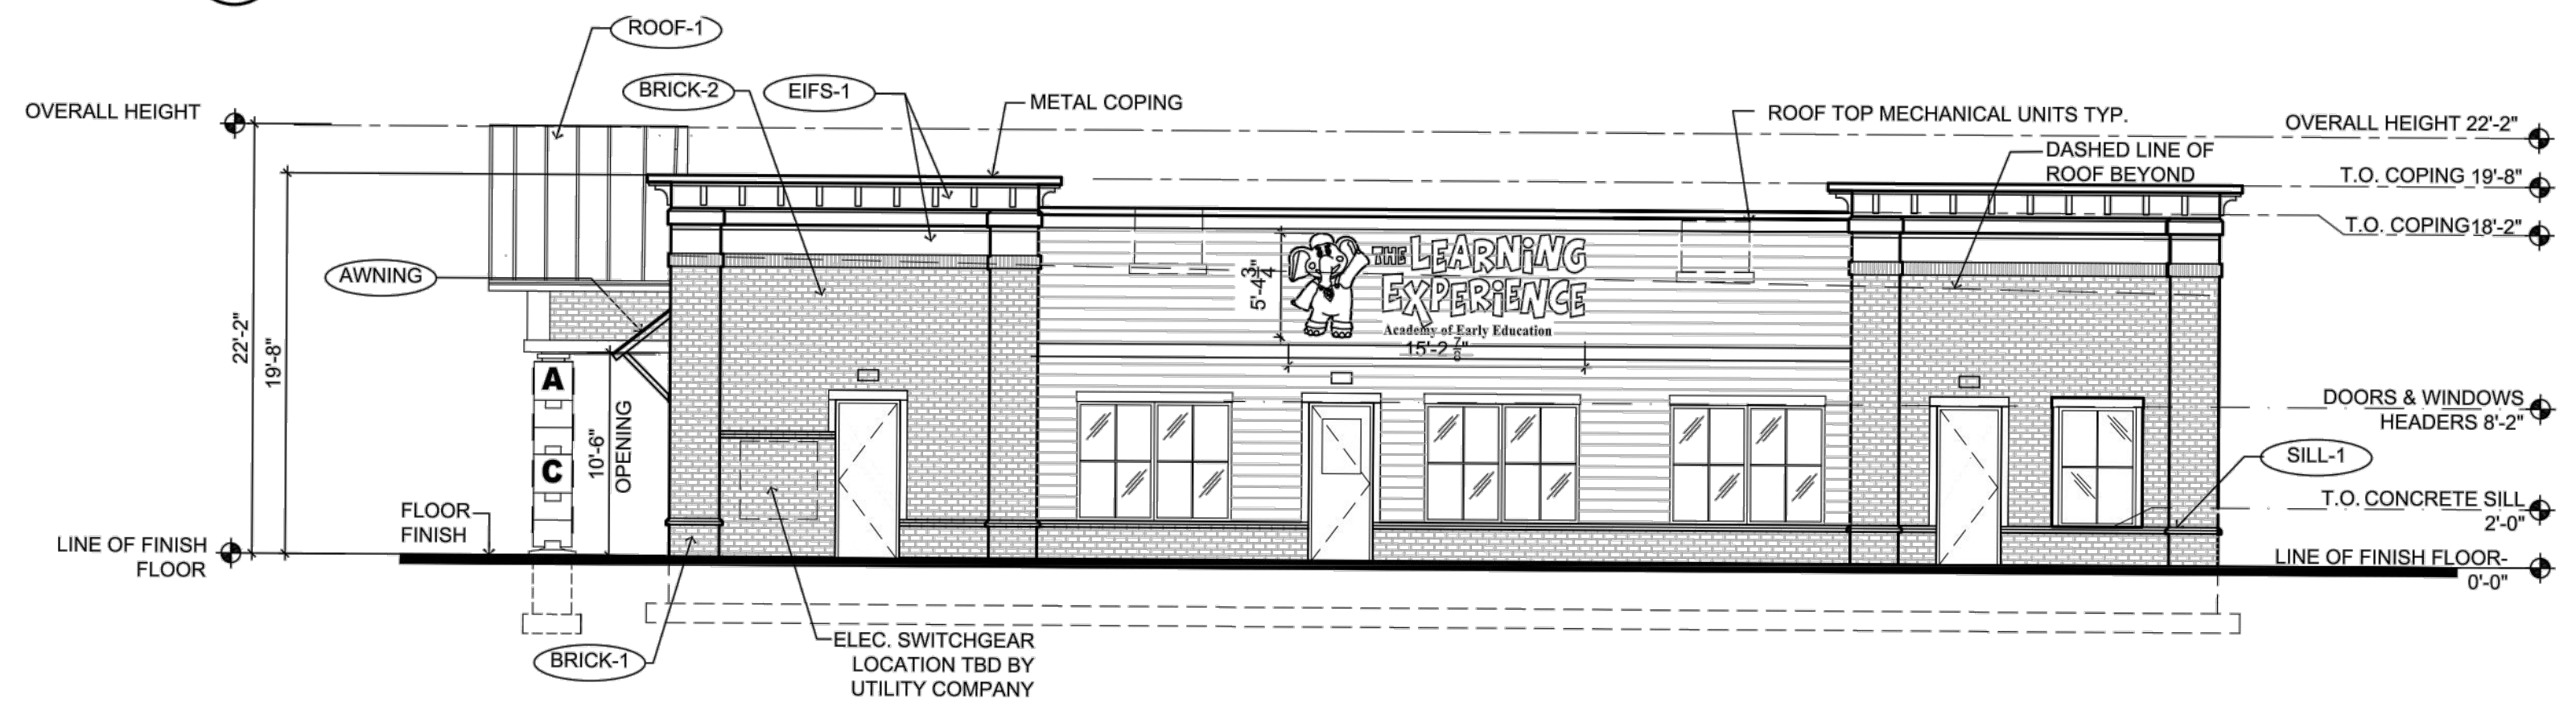 ROOF-1
BRICK-2
EIFS-1
METAL COPING
OVERALL HEIGHT
ROOF TOP MECHANICAL UNITS TYP.
OVERALL HEIGHT 22'-2"
DASHED LINE OF
ROOF BEYOND
T.O. COPING 19'-8"
T.O. COPING18'-2"
AWNING
22'-2"
19'-8"
5'-4 3/4"
THE LEARNING
EXPERIENCE
Academy of Early Education
15'-2 7/8"
A
C
10'-6"
OPENING
DOORS & WINDOWS
HEADERS 8'-2"
SILL-1
T.O. CONCRETE SILL
2'-0"
FLOOR
FINISH
LINE OF FINISH
FLOOR
LINE OF FINISH FLOOR-
0'-0"
BRICK-1
ELEC. SWITCHGEAR
LOCATION TBD BY
UTILITY COMPANY